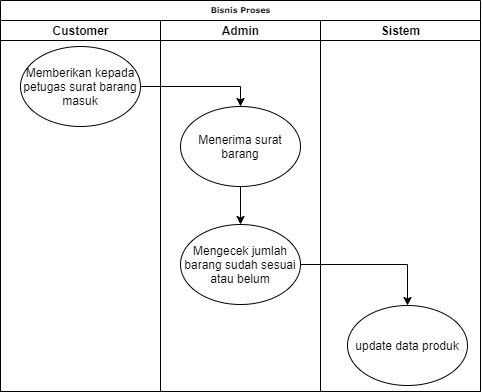 Bisnis Proses
Customer
Admin
Sistem
Memberikan kepada
petugas surat barang
masuk
Menerima surat
barang
Mengecek jumlah
barang sudah sesuai
atau belum
update data produk